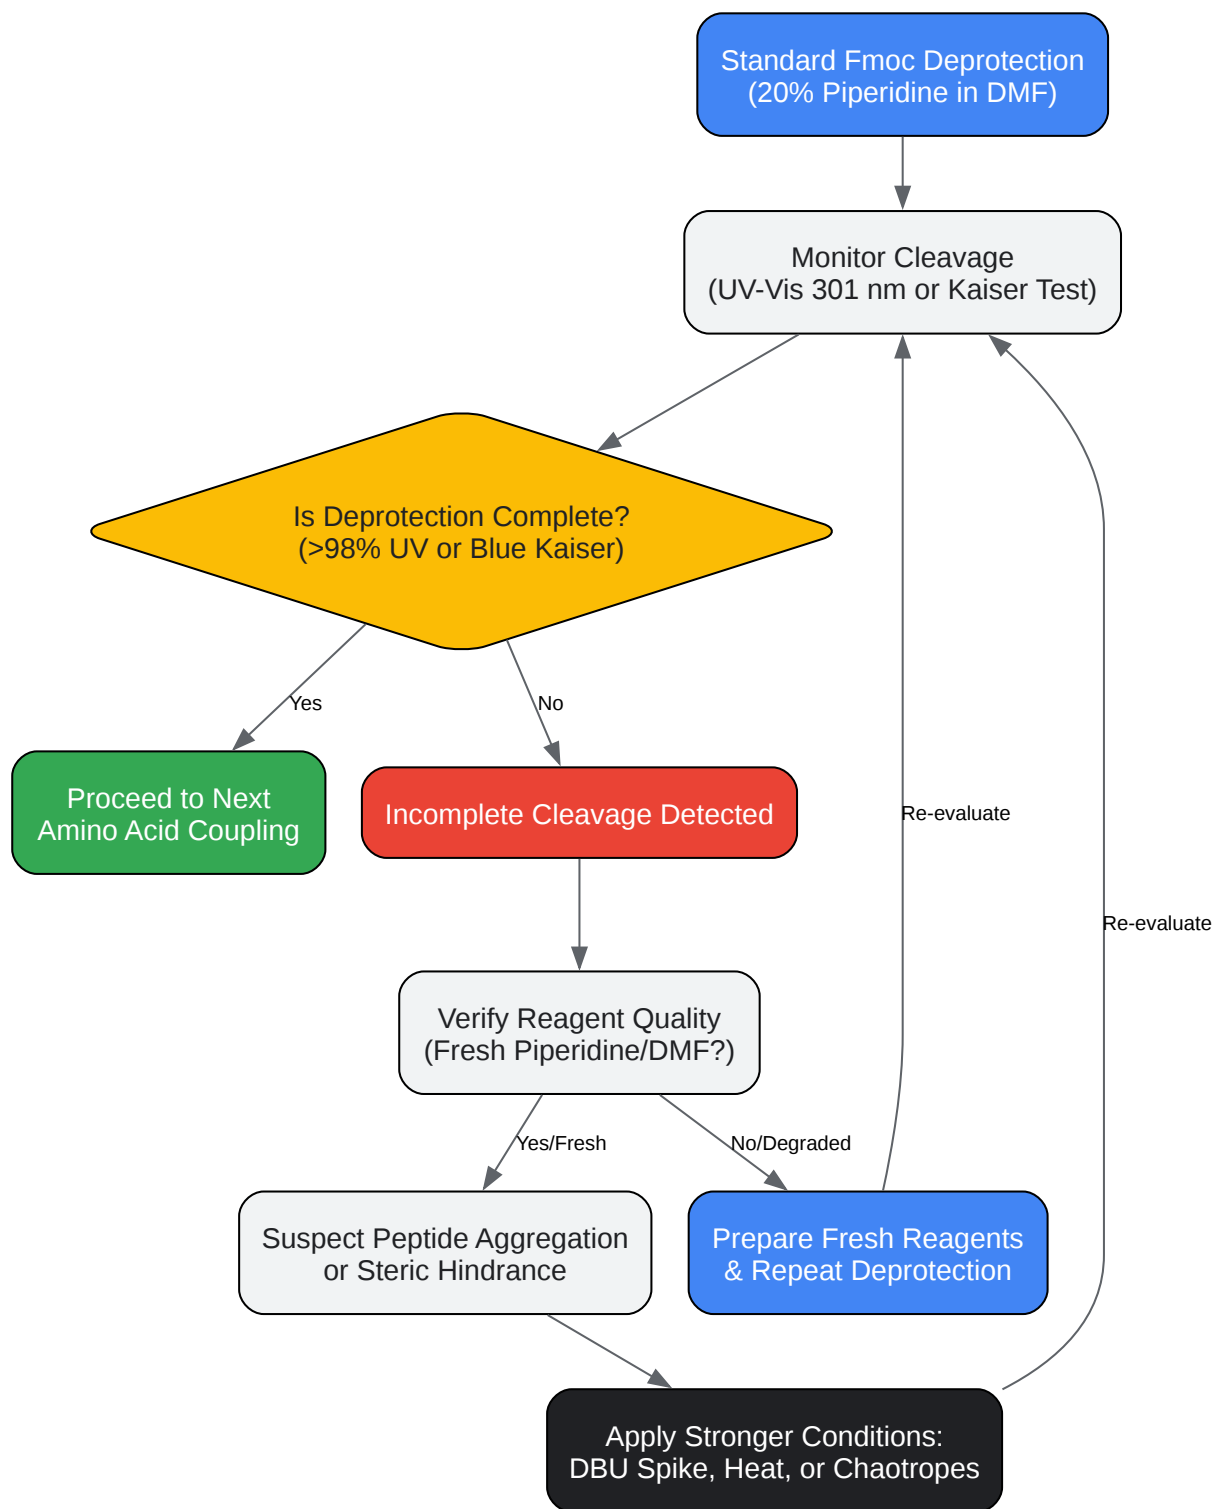 Standard Fmoc Deprotection
(20% Piperidine in DMF)
Monitor Cleavage
(UV-Vis 301 nm or Kaiser Test)
Is Deprotection Complete?
(>98% UV or Blue Kaiser)
Yes
No
Proceed to Next
Amino Acid Coupling
Incomplete Cleavage Detected
Re-evaluate
Re-evaluate
Verify Reagent Quality
(Fresh Piperidine/DMF?)
Yes/Fresh
No/Degraded
Suspect Peptide Aggregation
or Steric Hindrance
Prepare Fresh Reagents
& Repeat Deprotection
Apply Stronger Conditions:
DBU Spike, Heat, or Chaotropes